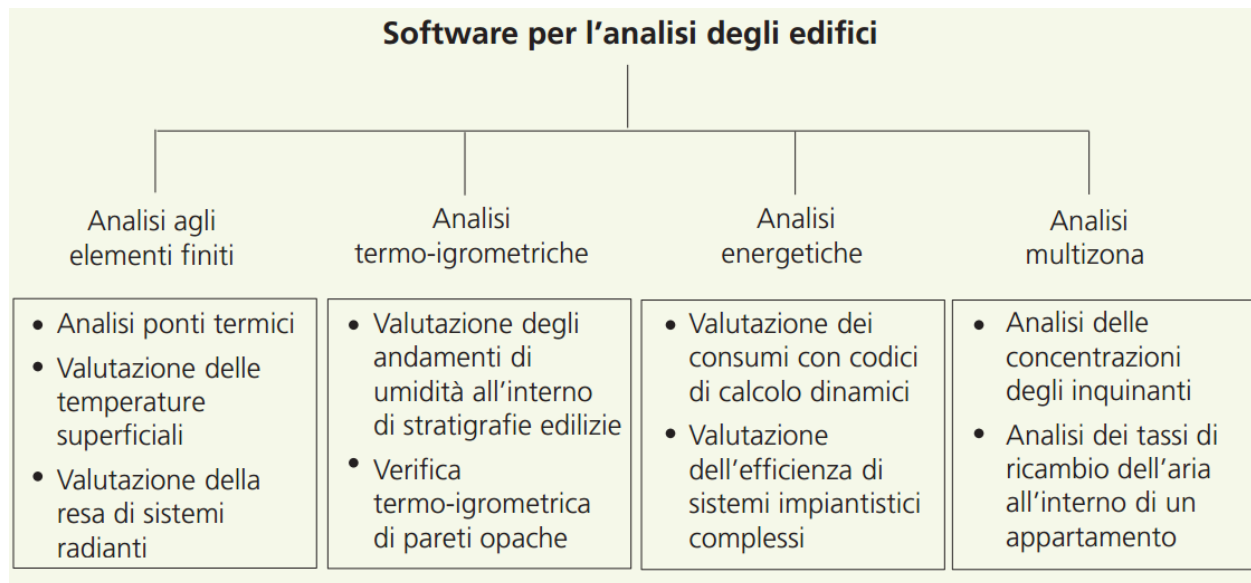 Software per l'analisi degli edifici
Analisi agli
elementi finiti
• Analisi ponti termici
• Valutazione delle
temperature
superficiali
• Valutazione della
resa di sistemi
radianti
Analisi
termo-igrometriche
• Valutazione degli
andamenti di
umidità all'interno
di stratigrafie edilizie
• Verifica
termo-igrometrica
di pareti opache
Analisi
energetiche
• Valutazione dei
consumi con codici
di calcolo dinamici
• Valutazione
dell'efficienza di
sistemi impiantistici
complessi
Analisi
multizona
• Analisi delle
concentrazioni
degli inquinanti
• Analisi dei tassi di
ricambio dell'aria
all'interno di un
appartamento